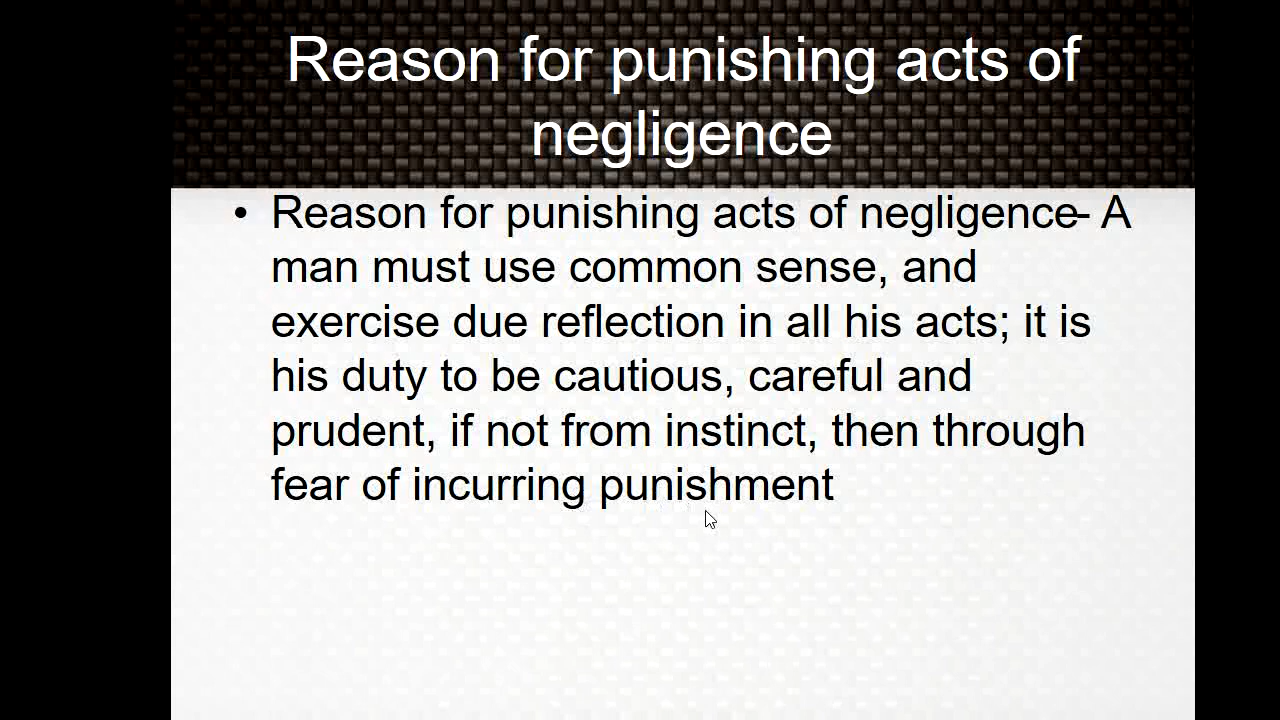 Reason for punishing acts of
negligence
• Reason for punishing acts of negligence- A
man must use common sense, and
exercise due reflection in all his acts; it is
his duty to be cautious, careful and
prudent, if not from instinct, then through
fear of incurring punishment